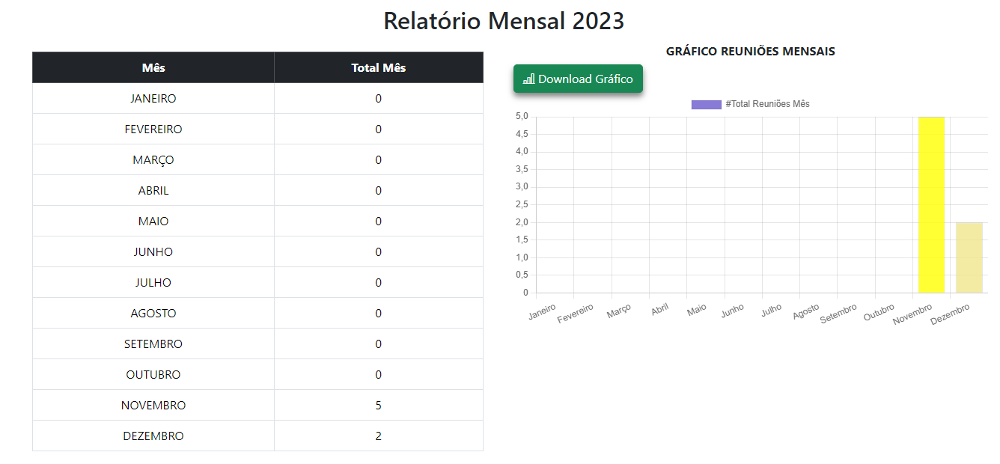 Relatório Mensal 2023
Mês Total Mês
JANEIRO 0
FEVEREIRO 0
MARÇO 0
ABRIL 0
MAIO 0
JUNHO 0
JULHO 0
AGOSTO 0
SETEMBRO 0
OUTUBRO 0
NOVEMBRO 5
DEZEMBRO 2
GRÁFICO REUNIÕES MENSAIS
Download Gráfico
#Total Reuniões Mês
5,0
4,5
4,0
3,5
3,0
2,5
2,0
1,5
1,0
0,5
0
Janeiro Fevereiro Março Abril Maio Junho Julho Agosto Setembro Outubro Novembro Dezembro